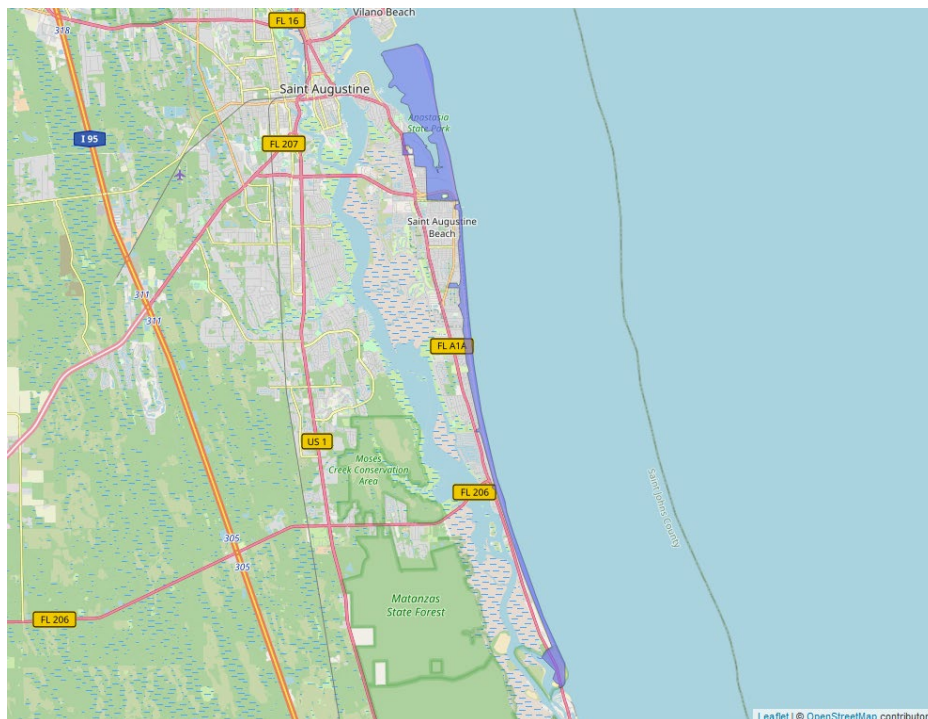 Vilano Beach
FL 16
318
Saint Augustine
Anastasia
State Park
I 95
FL 207
Saint Augustine
Beach
311
311
FL A1A
US 1
Moses
Creek Conservation
Area
FL 206
Saint Johns County
305
305
Matanzas
State Forest
FL 206
Leaflet | © OpenStreetMap contributor